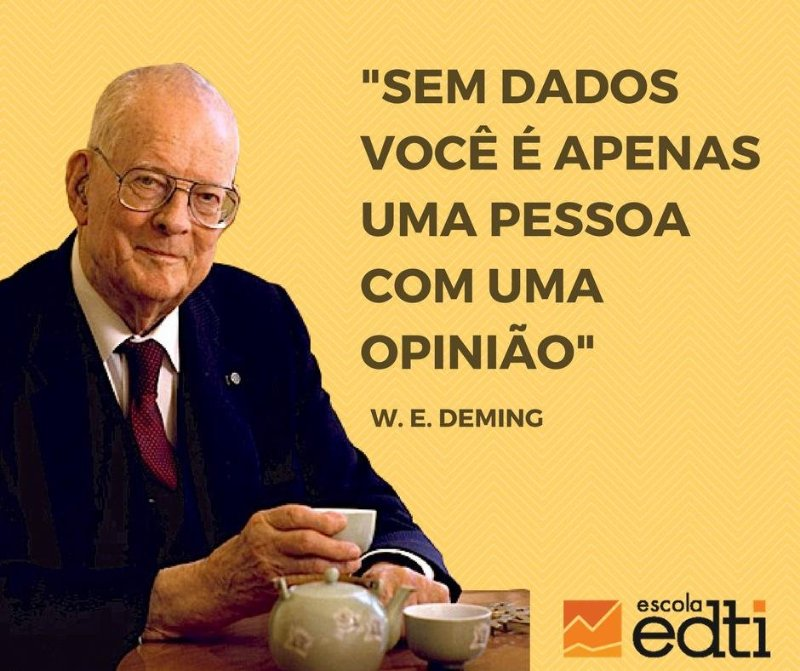 "SEM DADOS
VOCÊ É APENAS
UMA PESSOA
COM UMA
OPINIÃO"
W. E. DEMING
escola
edti